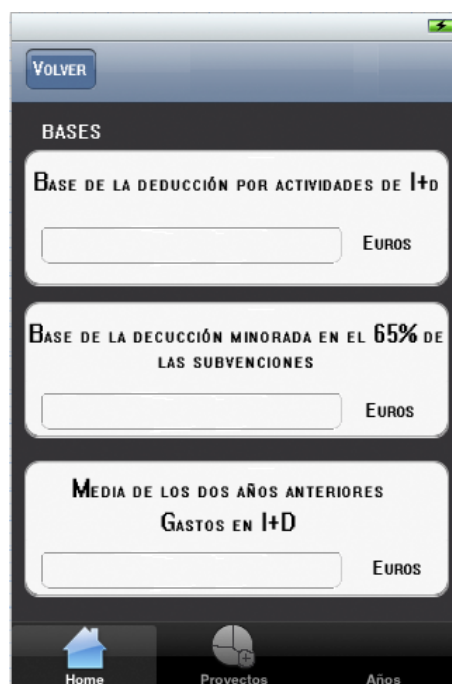 Volver
BASES
Base de la deducción por actividades de I+d
Euros
Base de la decucción minorada en el 65% de
las subvenciones
Euros
Media de los dos años anteriores
Gastos en I+D
Euros
Home
Proyectos
Años